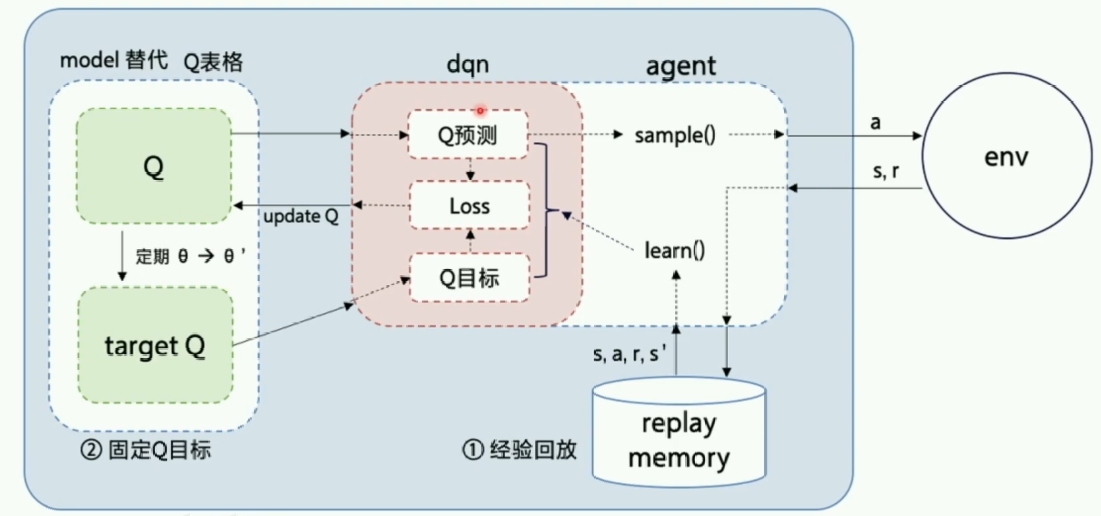 model 替代 Q表格
dqn
agent
Q
Q预测
sample()
a
env
s, r
Loss
update Q
learn()
定期 θ → θ '
Q目标
target Q
s, a, r, s '
replay
memory
② 固定Q目标
① 经验回放